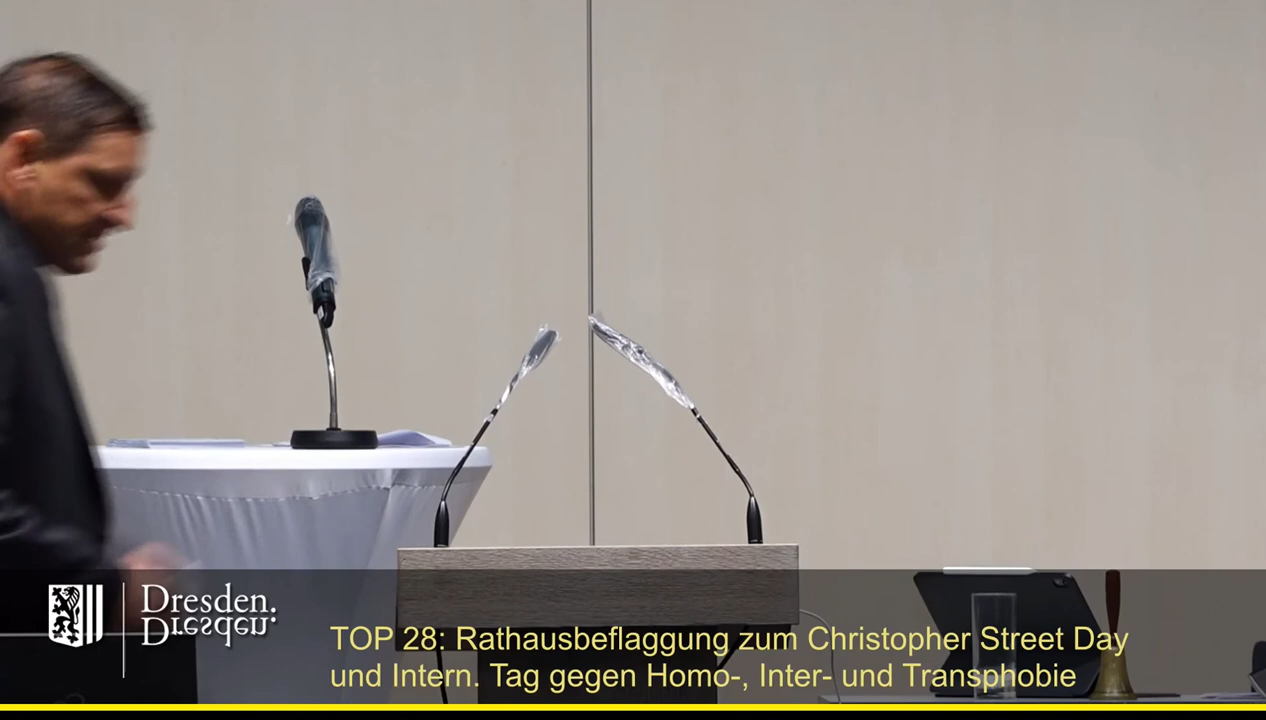 Dresden.
Dresden.
TOP 28: Rathausbeflaggung zum Christopher Street Day
und Intern. Tag gegen Homo-, Inter- und Transphobie